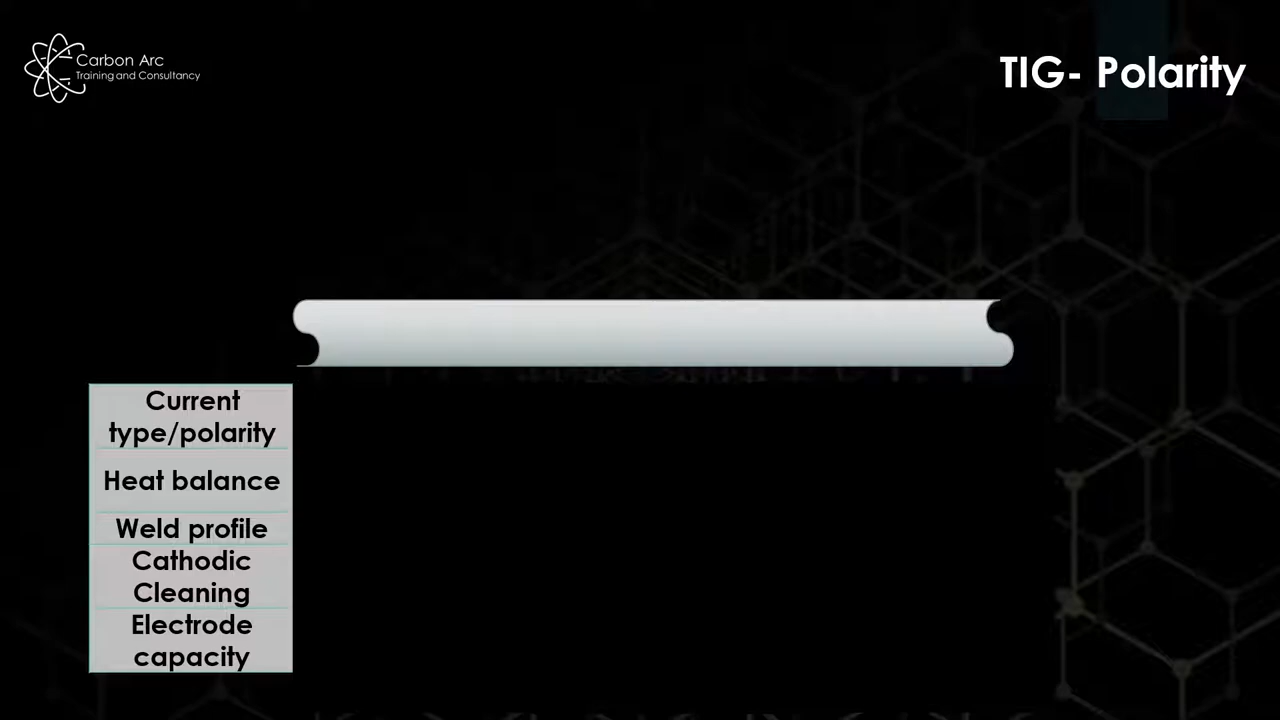 Carbon Arc
Training and Consultancy
TIG- Polarity
Current
type/polarity
Heat balance
Weld profile
Cathodic
Cleaning
Electrode
capacity